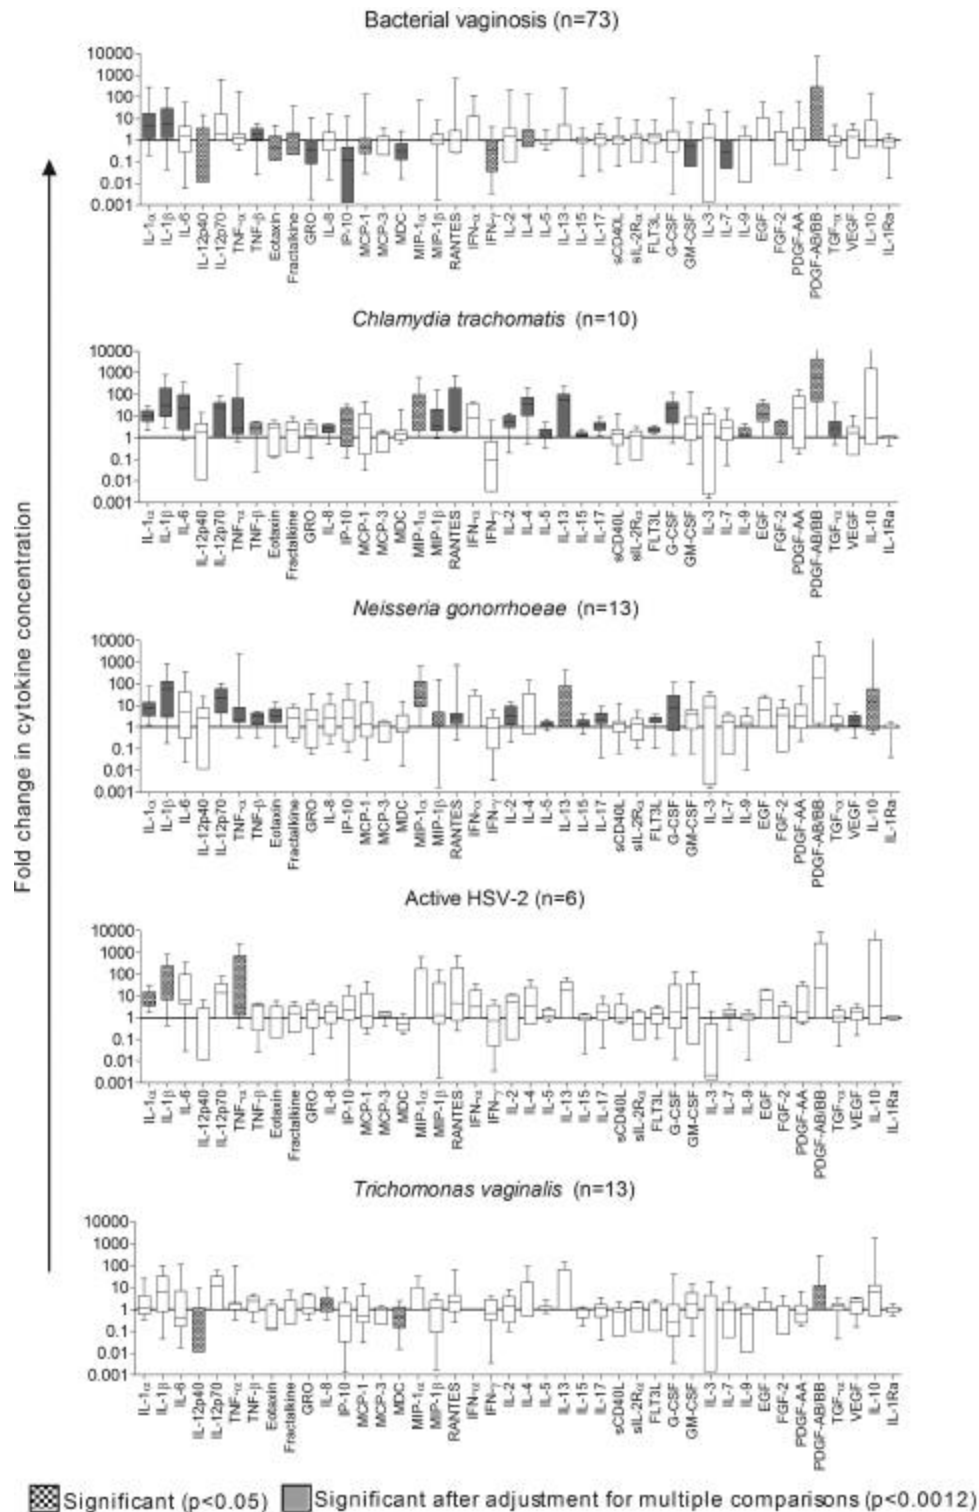 Bacterial vaginosis (n=73)
10000
1000
100
10
1
0.1
0.01
0.001
IL-1α
IL-1β
IL-6
IL-12p40
IL-12p70
TNF-α
TNF-β
Eotaxin
Fractalkine
GRO
IL-8
IP-10
MCP-1
MCP-3
MDC
MIP-1α
MIP-1β
RANTES
IFN-α
IFN-γ
IL-2
IL-4
IL-5
IL-13
IL-15
IL-17
sCD40L
sIL-2Rα
FLT3L
G-CSF
GM-CSF
IL-3
IL-7
IL-9
EGF
FGF-2
PDGF-AA
PDGF-AB/BB
TGF-α
VEGF
IL-10
IL-1Ra
Chlamydia trachomatis (n=10)
10000
1000
100
10
1
0.1
0.01
0.001
IL-1α
IL-1β
IL-6
IL-12p40
IL-12p70
TNF-α
TNF-β
Eotaxin
Fractalkine
GRO
IL-8
IP-10
MCP-1
MCP-3
MDC
MIP-1α
MIP-1β
RANTES
IFN-α
IFN-γ
IL-2
IL-4
IL-5
IL-13
IL-15
IL-17
sCD40L
sIL-2Rα
FLT3L
G-CSF
GM-CSF
IL-3
IL-7
IL-9
EGF
FGF-2
PDGF-AA
PDGF-AB/BB
TGF-α
VEGF
IL-10
IL-1Ra
Fold change in cytokine concentration
Neisseria gonorrhoeae (n=13)
10000
1000
100
10
1
0.1
0.01
0.001
IL-1α
IL-1β
IL-6
IL-12p40
IL-12p70
TNF-α
TNF-β
Eotaxin
Fractalkine
GRO
IL-8
IP-10
MCP-1
MCP-3
MDC
MIP-1α
MIP-1β
RANTES
IFN-α
IFN-γ
IL-2
IL-4
IL-5
IL-13
IL-15
IL-17
sCD40L
sIL-2Rα
FLT3L
G-CSF
GM-CSF
IL-3
IL-7
IL-9
EGF
FGF-2
PDGF-AA
PDGF-AB/BB
TGF-α
VEGF
IL-10
IL-1Ra
Active HSV-2 (n=6)
10000
1000
100
10
1
0.1
0.01
0.001
IL-1α
IL-1β
IL-6
IL-12p40
IL-12p70
TNF-α
TNF-β
Eotaxin
Fractalkine
GRO
IL-8
IP-10
MCP-1
MCP-3
MDC
MIP-1α
MIP-1β
RANTES
IFN-α
IFN-γ
IL-2
IL-4
IL-5
IL-13
IL-15
IL-17
sCD40L
sIL-2Rα
FLT3L
G-CSF
GM-CSF
IL-3
IL-7
IL-9
EGF
FGF-2
PDGF-AA
PDGF-AB/BB
TGF-α
VEGF
IL-10
IL-1Ra
Trichomonas vaginalis (n=13)
10000
1000
100
10
1
0.1
0.01
0.001
IL-1α
IL-1β
IL-6
IL-12p40
IL-12p70
TNF-α
TNF-β
Eotaxin
Fractalkine
GRO
IL-8
IP-10
MCP-1
MCP-3
MDC
MIP-1α
MIP-1β
RANTES
IFN-α
IFN-γ
IL-2
IL-4
IL-5
IL-13
IL-15
IL-17
sCD40L
sIL-2Rα
FLT3L
G-CSF
GM-CSF
IL-3
IL-7
IL-9
EGF
FGF-2
PDGF-AA
PDGF-AB/BB
TGF-α
VEGF
IL-10
IL-1Ra
Significant (p<0.05) Significant after adjustment for multiple comparisons (p<0.0012)